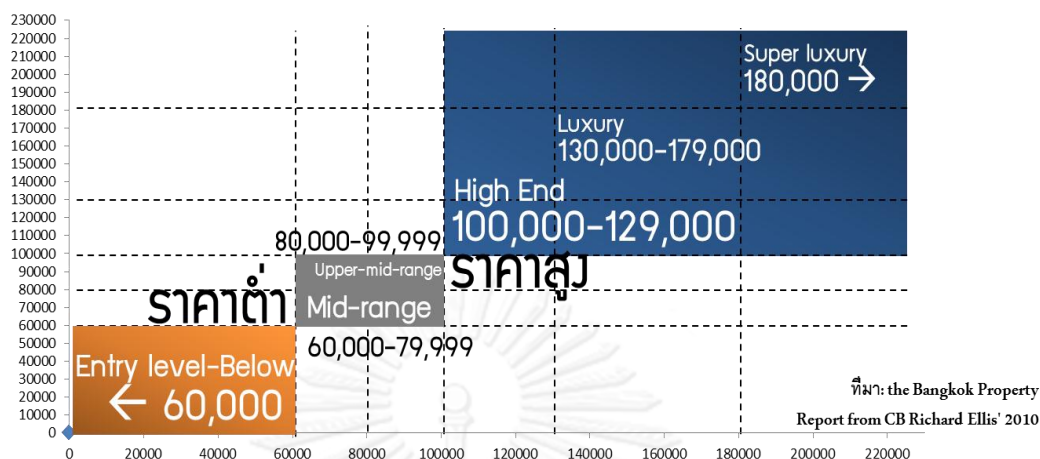 230000
220000
210000
200000
190000
180000
170000
160000
150000
140000
130000
120000
110000
100000
90000
80000
70000
60000
50000
40000
30000
20000
10000
0
Super luxury
180,000 →
Luxury
130,000-179,000
High End
100,000-129,000
80,000-99,999
ราคาสูง
Upper-mid-range
ราคาต่ำ
Mid-range
60,000-79,999
Entry level-Below
← 60,000
ที่มา: the Bangkok Property
Report from CB Richard Ellis' 2010
0 20000 40000 60000 80000 100000 120000 140000 160000 180000 200000 220000